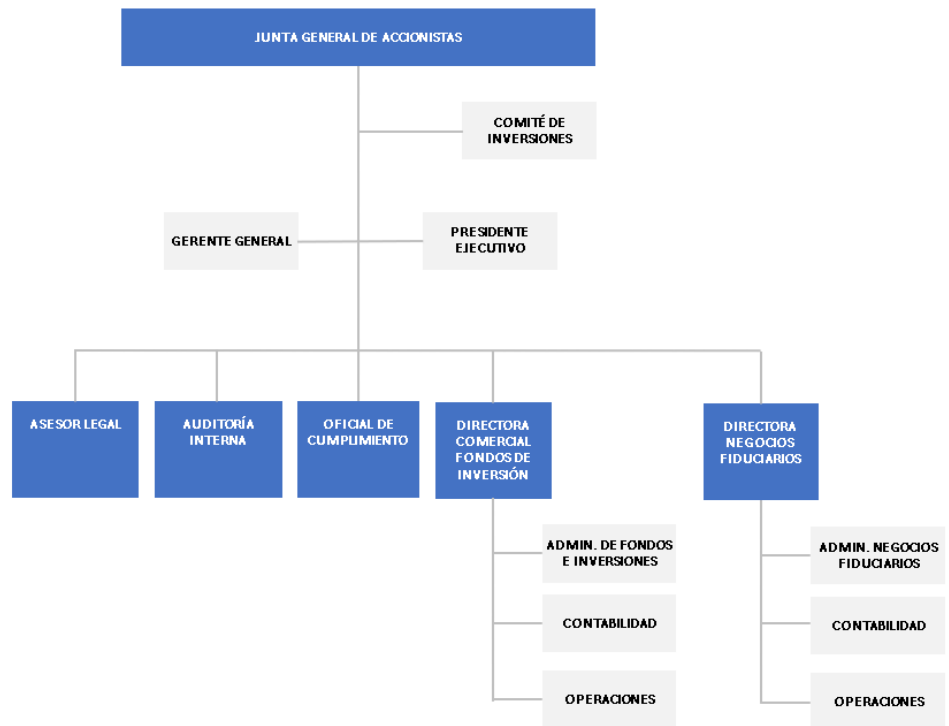 JUNTA GENERAL DE ACCIONISTAS
COMITÉ DE
INVERSIONES
GERENTE GENERAL
PRESIDENTE
EJECUTIVO
ASESOR LEGAL
AUDITORÍA
INTERNA
OFICIAL DE
CUMPLIMIENTO
DIRECTORA
COMERCIAL
FONDOS DE
INVERSIÓN
DIRECTORA
NEGOCIOS
FIDUCIARIOS
ADMIN. DE FONDOS
E INVERSIONES
CONTABILIDAD
OPERACIONES
ADMIN. NEGOCIOS
FIDUCIARIOS
CONTABILIDAD
OPERACIONES